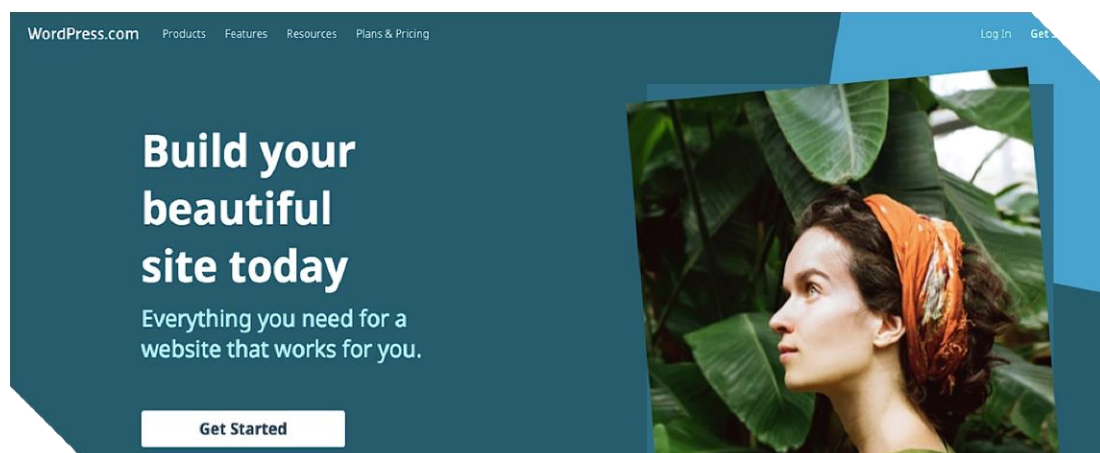 WordPress.com Products Features Resources Plans & Pricing Log In Get
Build your
beautiful
site today
Everything you need for a
website that works for you.
Get Started